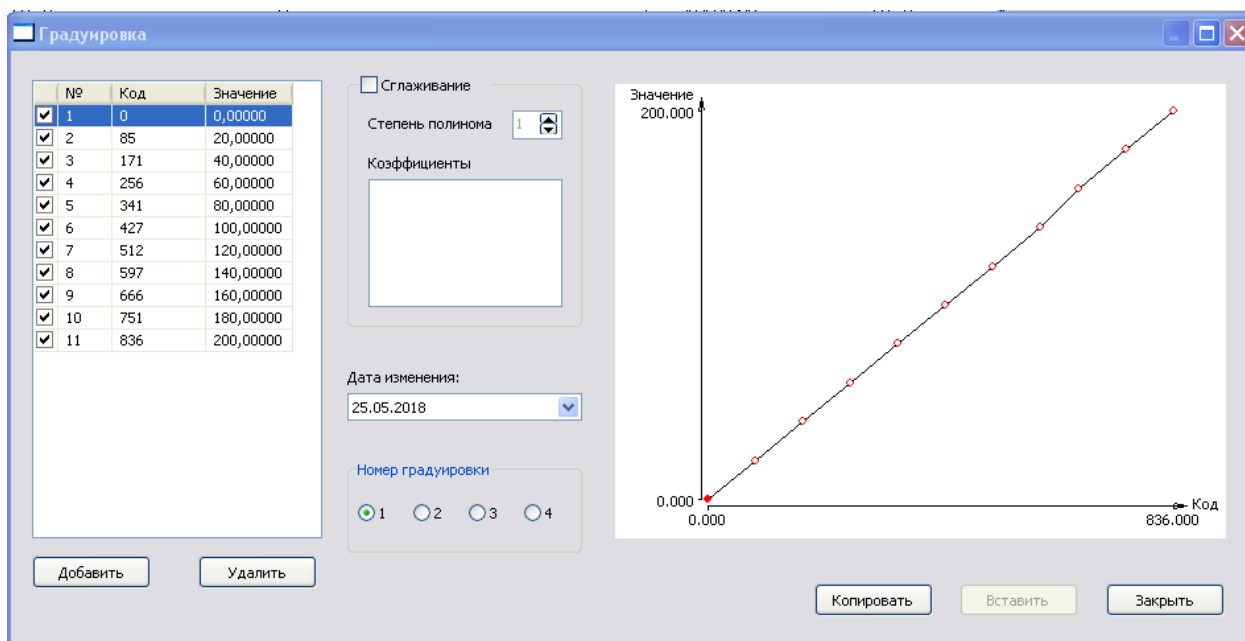 Градуировка
№ Код Значение
1 0 0,00000
2 85 20,00000
3 171 40,00000
4 256 60,00000
5 341 80,00000
6 427 100,00000
7 512 120,00000
8 597 140,00000
9 666 160,00000
10 751 180,00000
11 836 200,00000
Добавить Удалить
Сглаживание
Степень полинома 1
Коэффициенты
Дата изменения:
25.05.2018
Номер градуировки
1 2 3 4
Значение
200.000
0.000
Код
0.000 836.000
Копировать Вставить Закрыть